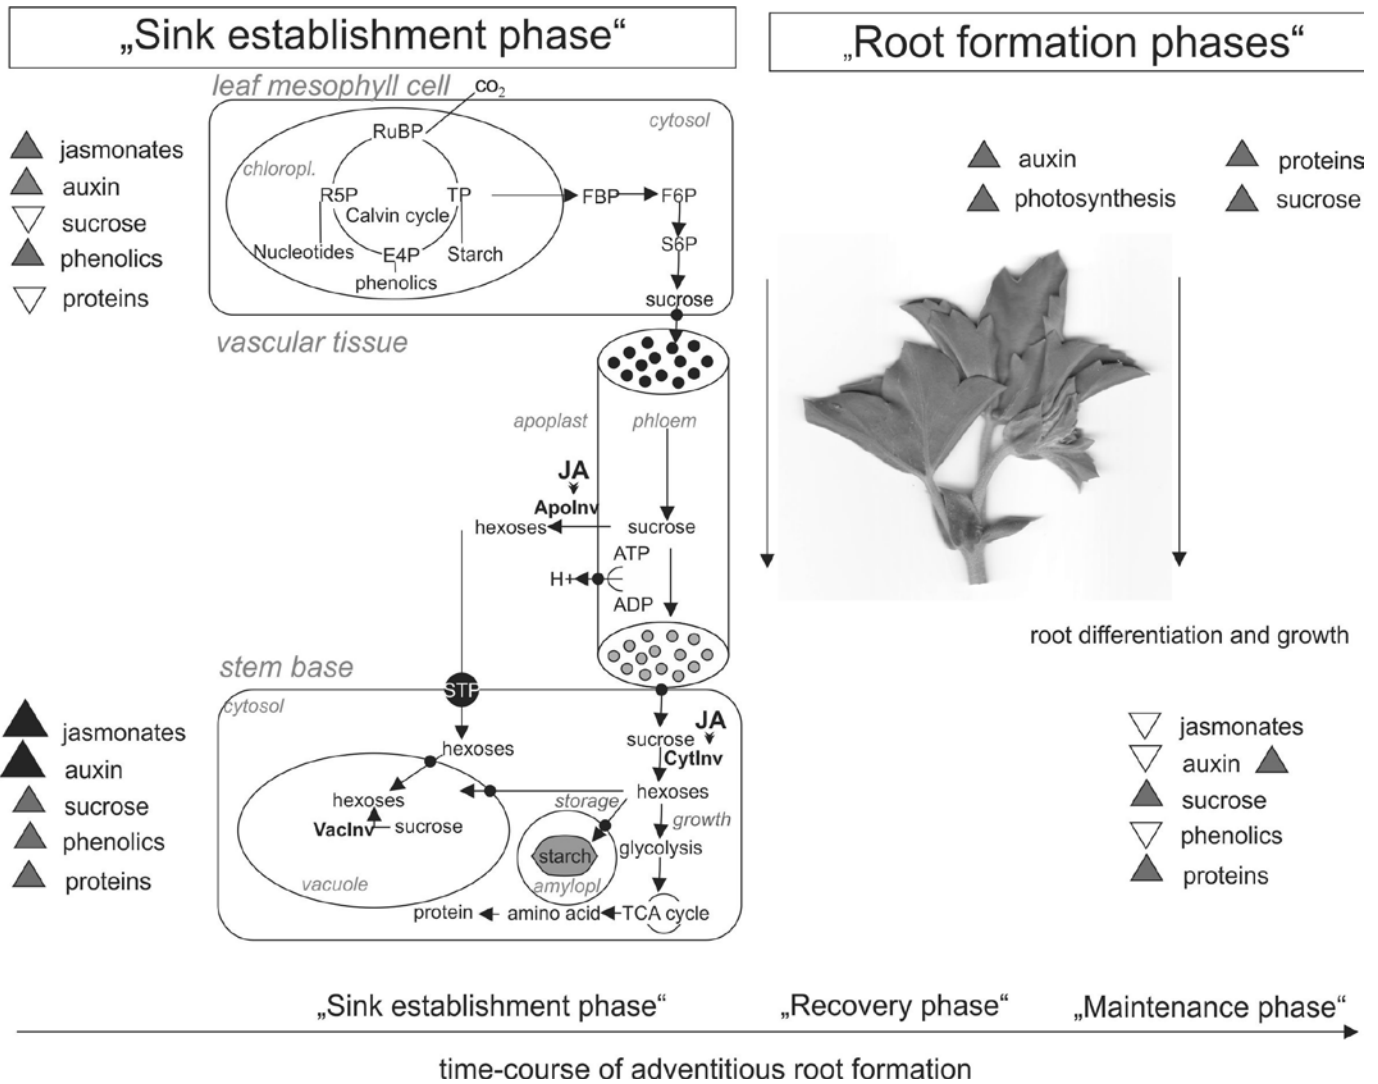 „Sink establishment phase“
„Root formation phases“
leaf mesophyll cell
CO₂
cytosol
RuBP
chloropl.
R5P
TP
Calvin cycle
FBP
F6P
Nucleotides
E4P
Starch
S6P
phenolics
sucrose
jasmonates
auxin
sucrose
phenolics
proteins
auxin
proteins
photosynthesis
sucrose
vascular tissue
apoplast
phloem
JA
ApoInv
hexoses
sucrose
ATP
H+
ADP
root differentiation and growth
stem base
cytosol
STP
JA
hexoses
sucrose
CytInv
hexoses
hexoses
storage
VacInv
sucrose
growth
starch
glycolysis
vacuole
amylopl.
protein
amino acid
TCA cycle
jasmonates
auxin
sucrose
phenolics
proteins
jasmonates
auxin
sucrose
phenolics
proteins
„Sink establishment phase“
„Recovery phase“
„Maintenance phase“
time-course of adventitious root formation